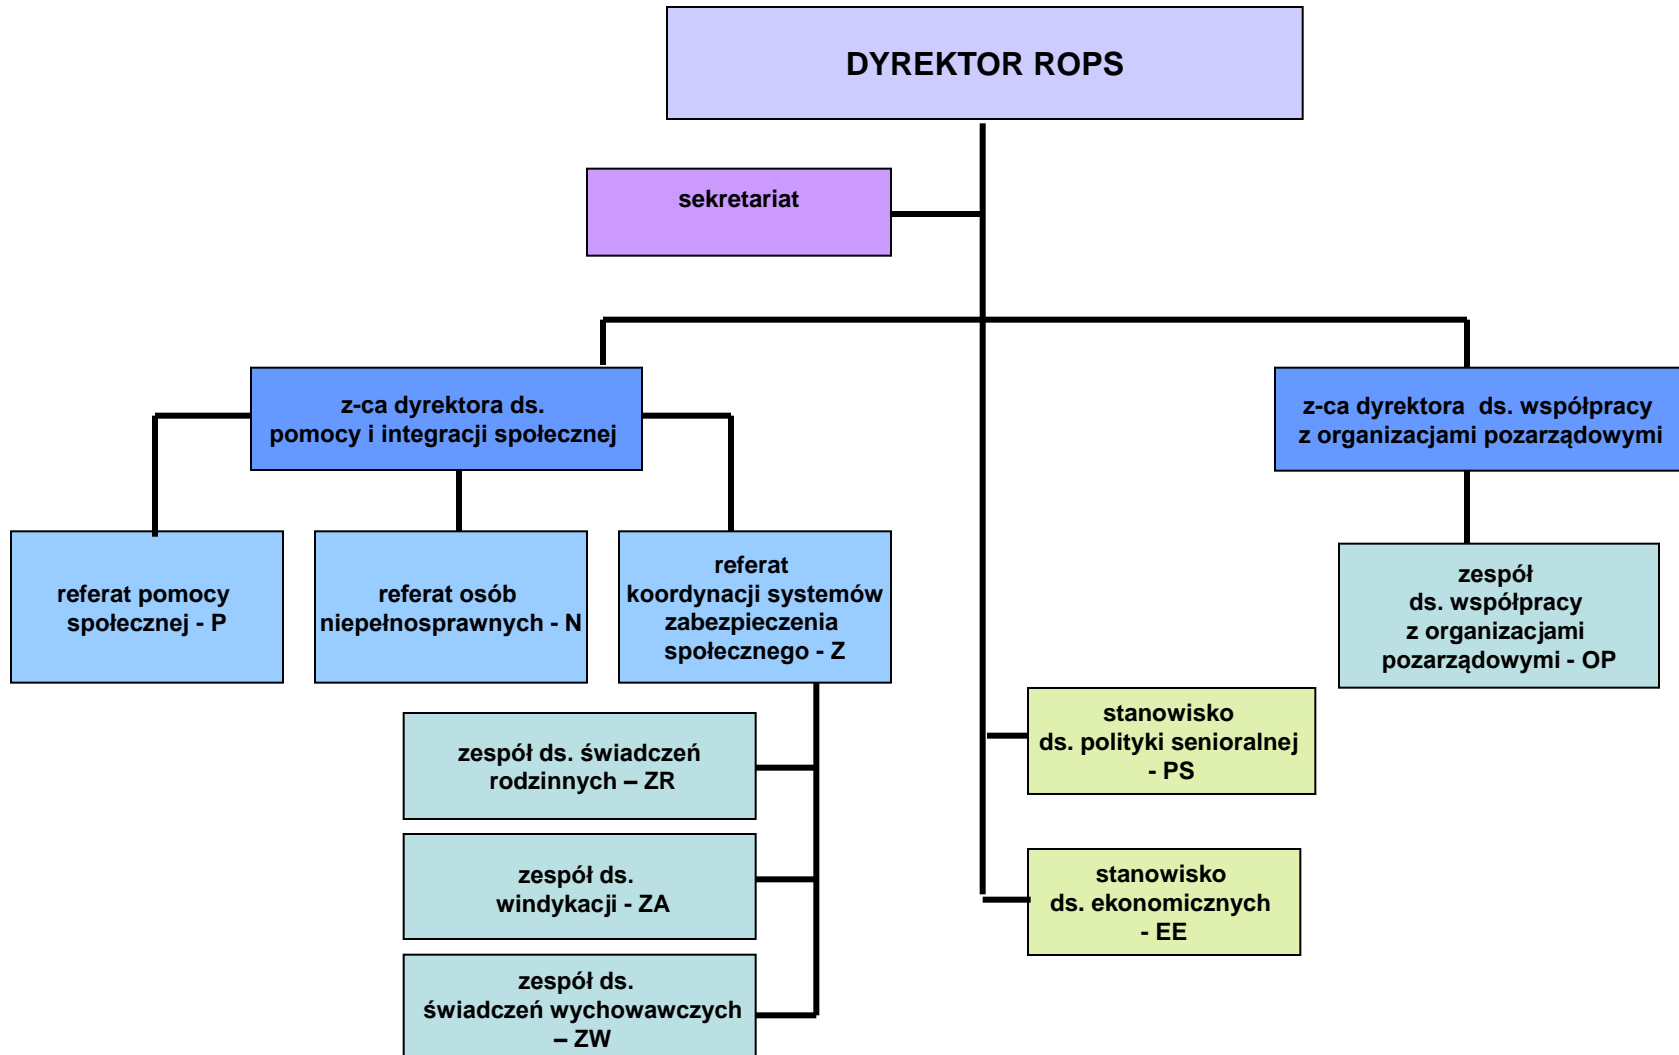 DYREKTOR ROPS
sekretariat
z-ca dyrektora ds.
pomocy i integracji społecznej
z-ca dyrektora ds. współpracy
z organizacjami pozarządowymi
referat pomocy
społecznej - P
referat osób
niepełnosprawnych - N
referat
koordynacji systemów
zabezpieczenia
społecznego - Z
zespół
ds. współpracy
z organizacjami
pozarządowymi - OP
zespół ds. świadczeń
rodzinnych – ZR
zespół ds.
windykacji - ZA
zespół ds.
świadczeń wychowawczych
– ZW
stanowisko
ds. polityki senioralnej
- PS
stanowisko
ds. ekonomicznych
- EE